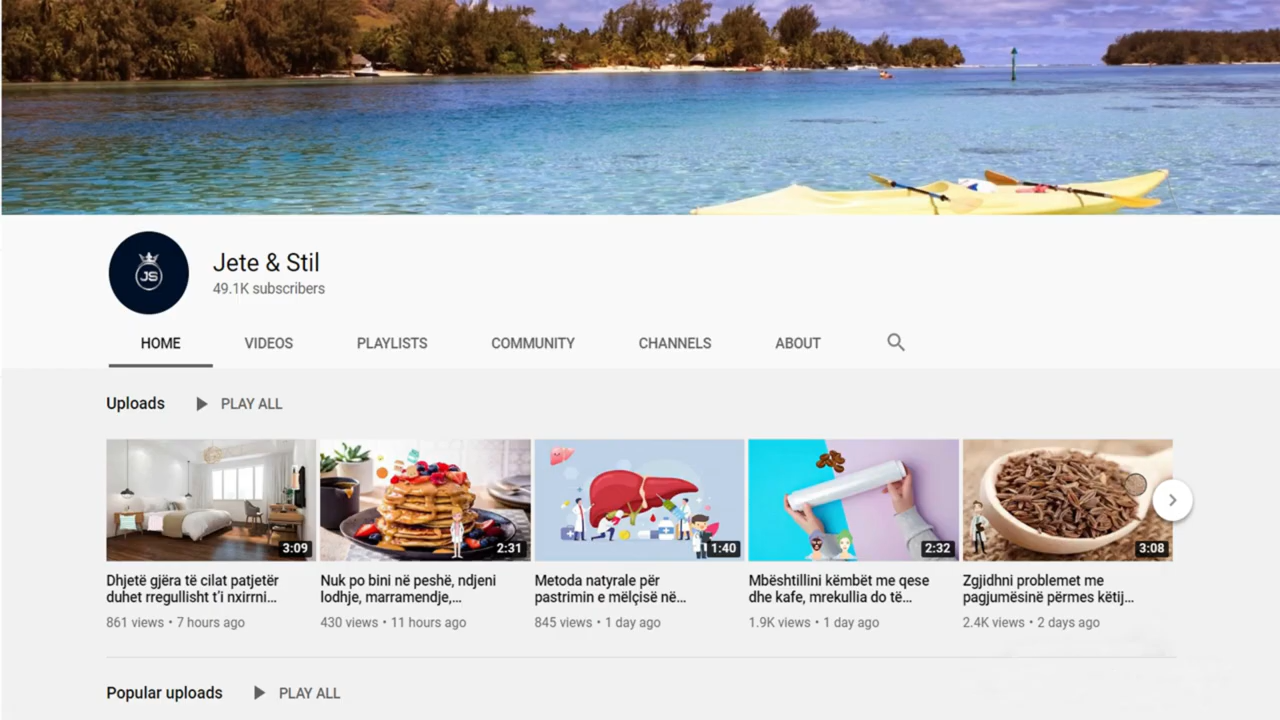 JS
Jete & Stil
49.1K subscribers
HOME VIDEOS PLAYLISTS COMMUNITY CHANNELS ABOUT
Uploads PLAY ALL
3:09 2:31 1:40 2:32 3:08
Dhjetë gjëra të cilat patjetër
duhet rregullisht t'i nxirrni...
861 views • 7 hours ago
Nuk po bini në peshë, ndjeni
lodhje, marramendje,...
430 views • 11 hours ago
Metoda natyrale për
pastrimin e mëlçisë në...
845 views • 1 day ago
Mbështillini këmbët me qese
dhe kafe, mrekullia do të...
1.9K views • 1 day ago
Zgjidhni problemet me
pagjumësinë përmes këtij...
2.4K views • 2 days ago
Popular uploads PLAY ALL